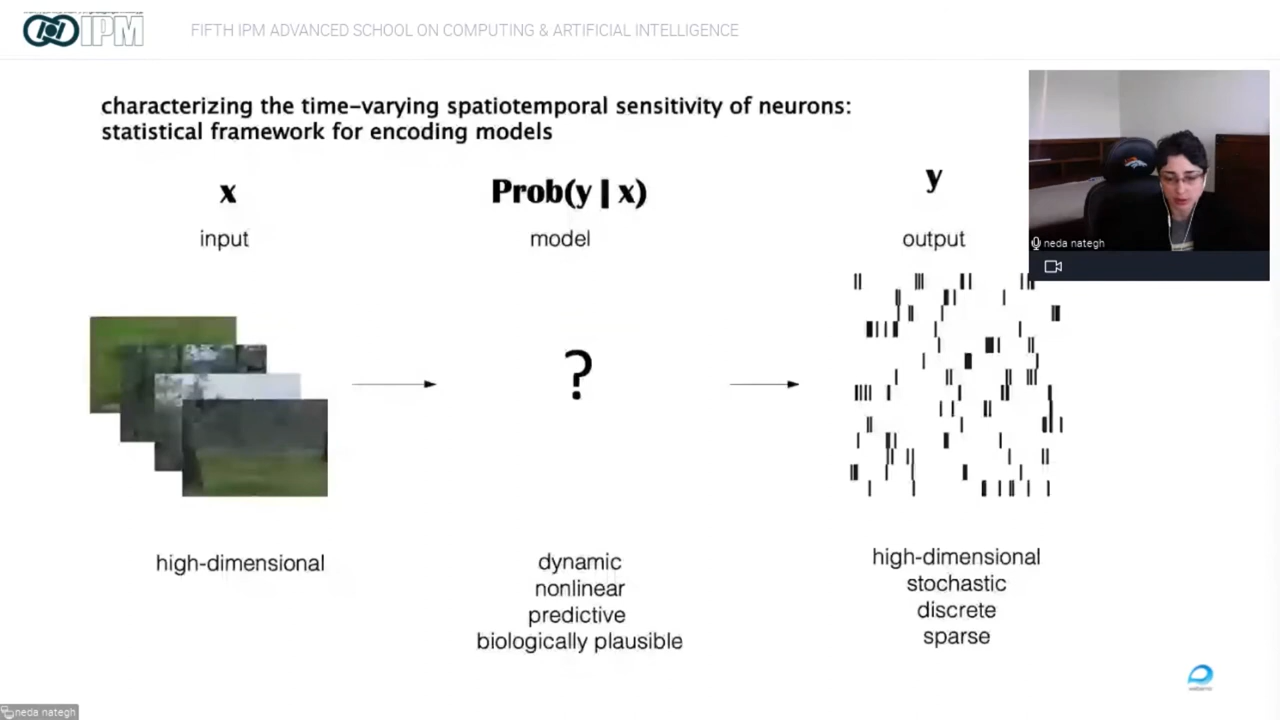 IPM
FIFTH IPM ADVANCED SCHOOL ON COMPUTING & ARTIFICIAL INTELLIGENCE
characterizing the time-varying spatiotemporal sensitivity of neurons:
statistical framework for encoding models
x
Prob(y | x)
y
input
model
output
neda nategh
?
high-dimensional
dynamic
nonlinear
predictive
biologically plausible
high-dimensional
stochastic
discrete
sparse
neda nategh